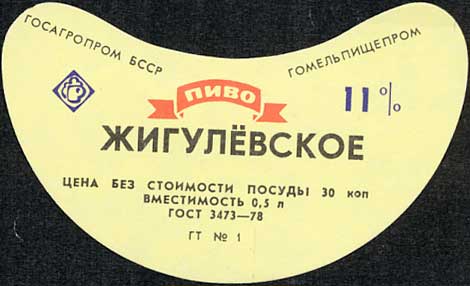 ГОСАГРОПРОМ БССР
ГОМЕЛЬПИЩЕПРОМ
ПИВО
11%
ЖИГУЛЁВСКОЕ
ЦЕНА БЕЗ СТОИМОСТИ ПОСУДЫ 30 коп
ВМЕСТИМОСТЬ 0,5 л
ГОСТ 3473—78
ГТ № 1